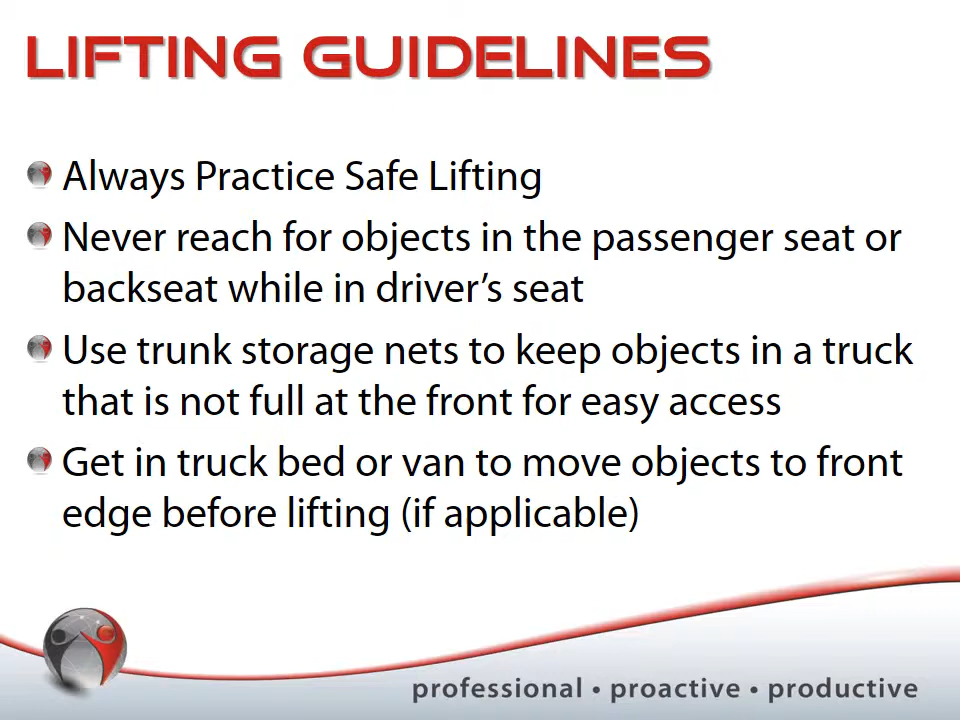 LIFTING GUIDELINES
Always Practice Safe Lifting
Never reach for objects in the passenger seat or
backseat while in driver’s seat
Use trunk storage nets to keep objects in a truck
that is not full at the front for easy access
Get in truck bed or van to move objects to front
edge before lifting (if applicable)
professional • proactive • productive